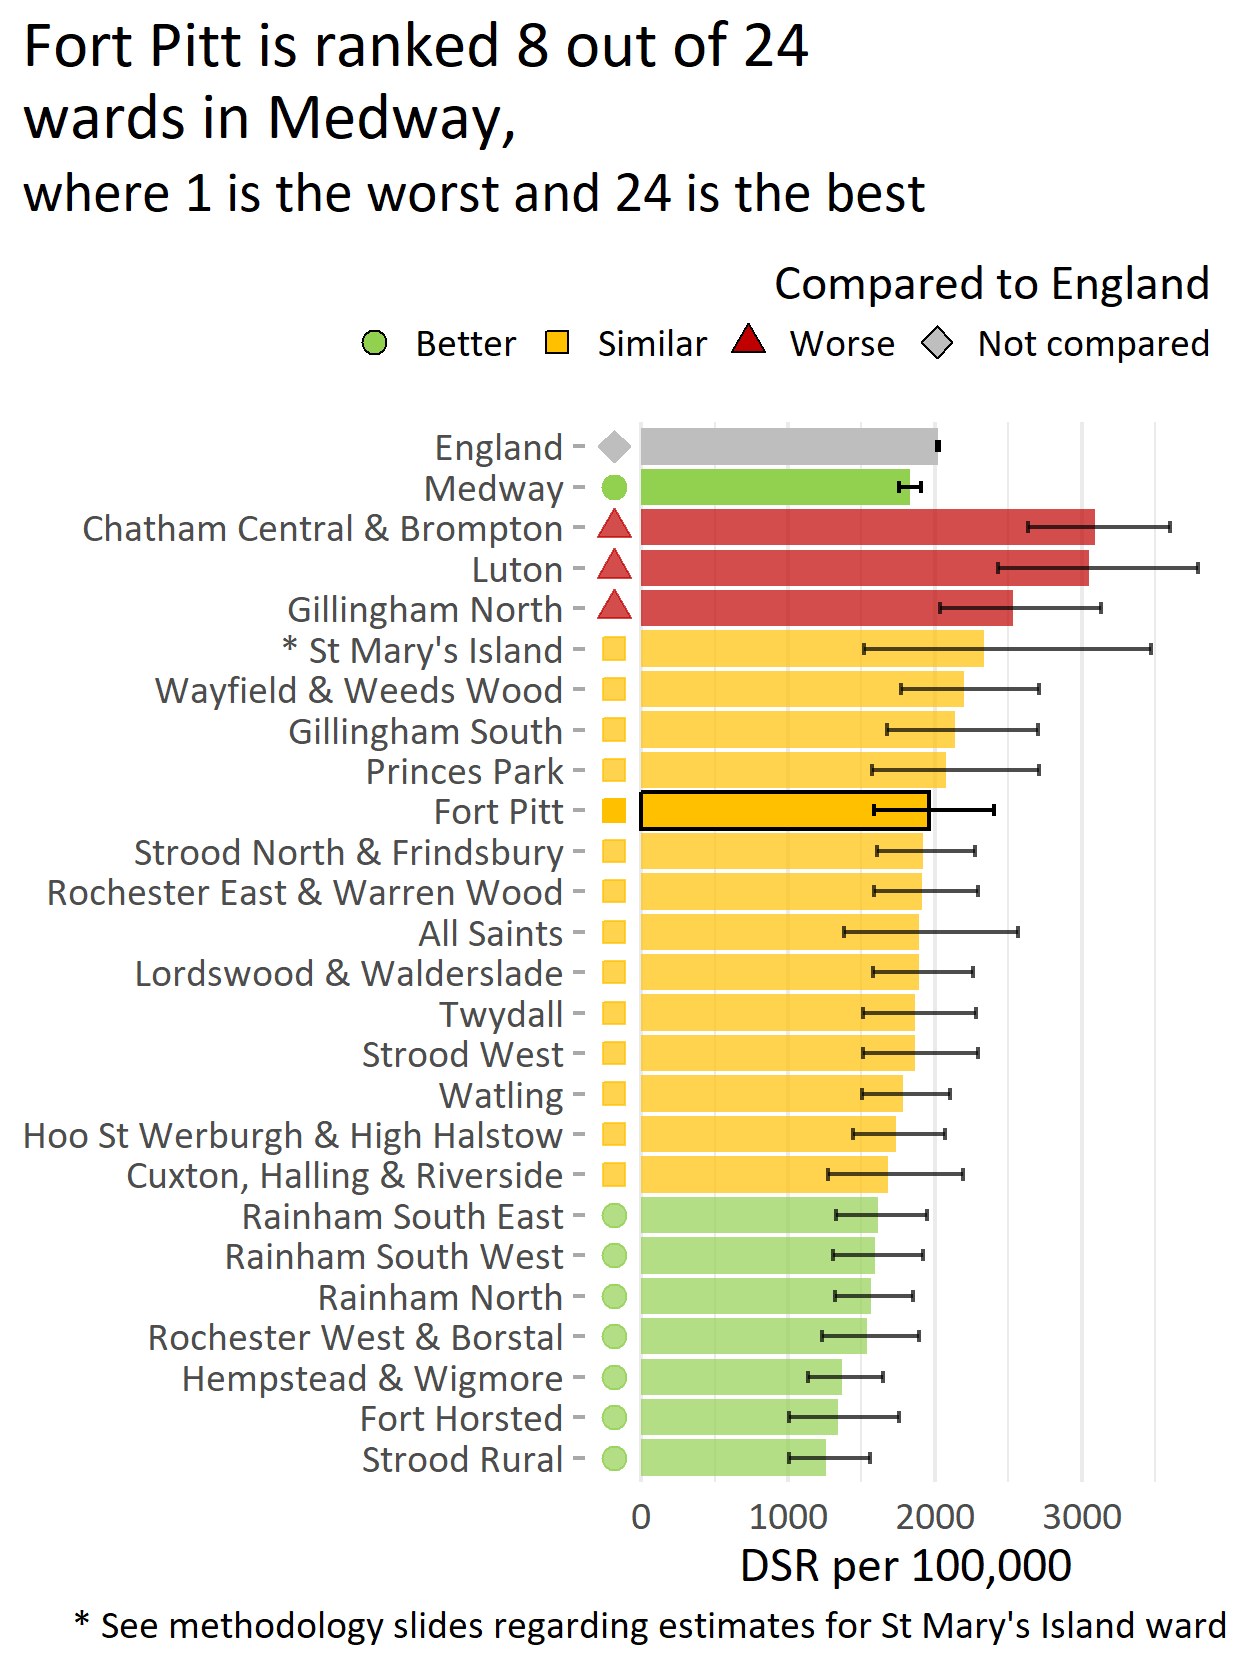 Fort Pitt is ranked 8 out of 24
wards in Medway,
where 1 is the worst and 24 is the best
Compared to England
Better Similar Worse Not compared
England
Medway
Chatham Central & Brompton
Luton
Gillingham North
* St Mary's Island
Wayfield & Weeds Wood
Gillingham South
Princes Park
Fort Pitt
Strood North & Frindsbury
Rochester East & Warren Wood
All Saints
Lordswood & Walderslade
Twydall
Strood West
Watling
Hoo St Werburgh & High Halstow
Cuxton, Halling & Riverside
Rainham South East
Rainham South West
Rainham North
Rochester West & Borstal
Hempstead & Wigmore
Fort Horsted
Strood Rural
0 1000 2000 3000
DSR per 100,000
* See methodology slides regarding estimates for St Mary's Island ward